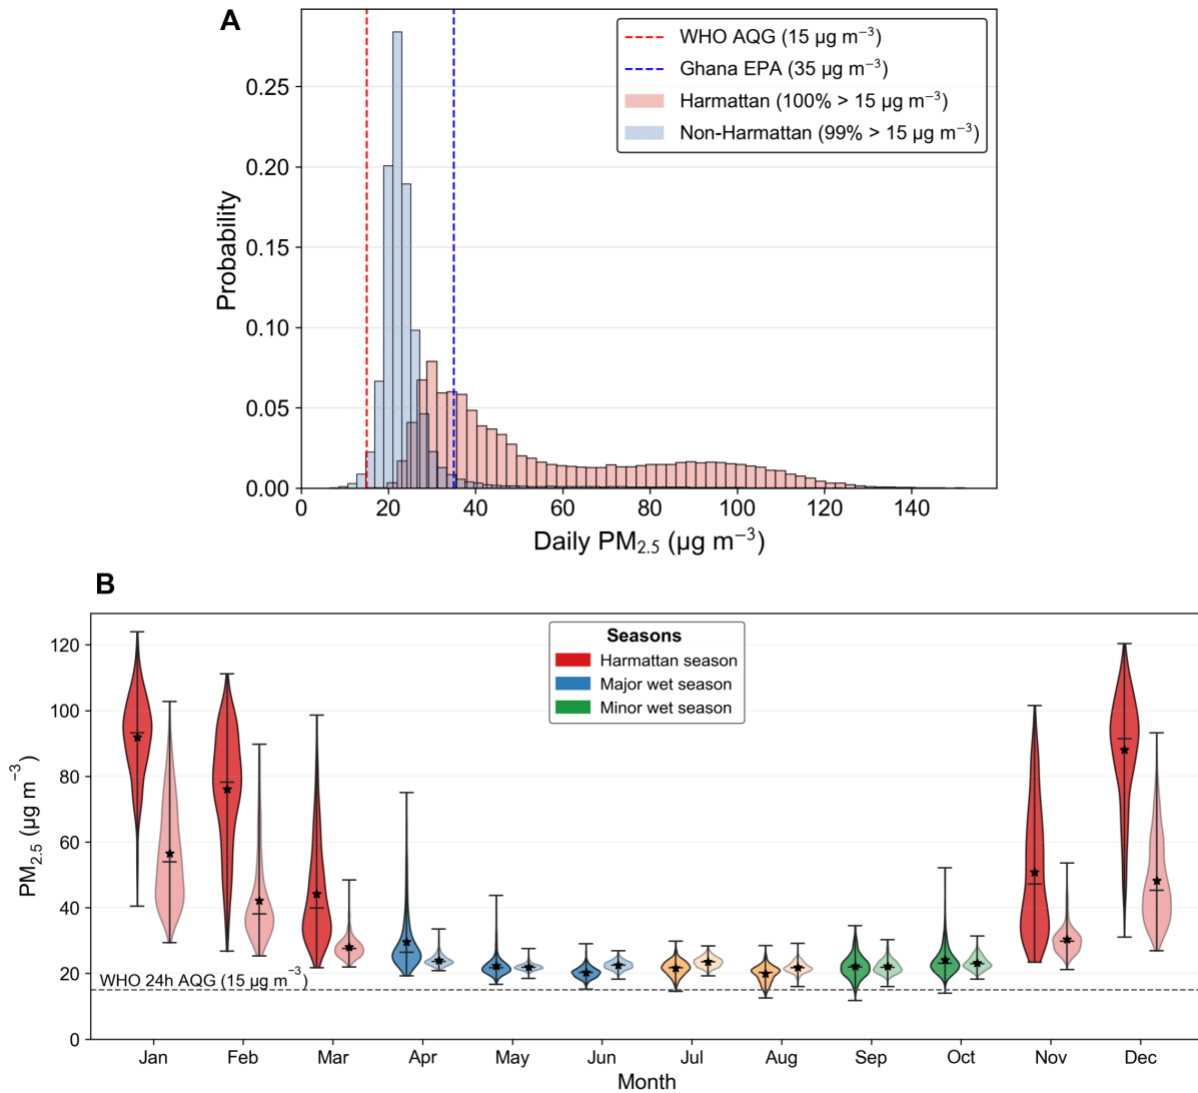 A
WHO AQG (15 µg m⁻³)
Ghana EPA (35 µg m⁻³)
Harmattan (100% > 15 µg m⁻³)
Non-Harmattan (99% > 15 µg m⁻³)
Probability
0.25
0.20
0.15
0.10
0.05
0.00
0 20 40 60 80 100 120 140
Daily PM₂.₅ (µg m⁻³)
B
Seasons
Harmattan season
Major wet season
Minor wet season
PM₂.₅ (µg m⁻³)
120
100
80
60
40
20
0
WHO 24h AQG (15 µg m⁻³)
Jan Feb Mar Apr May Jun Jul Aug Sep Oct Nov Dec
Month